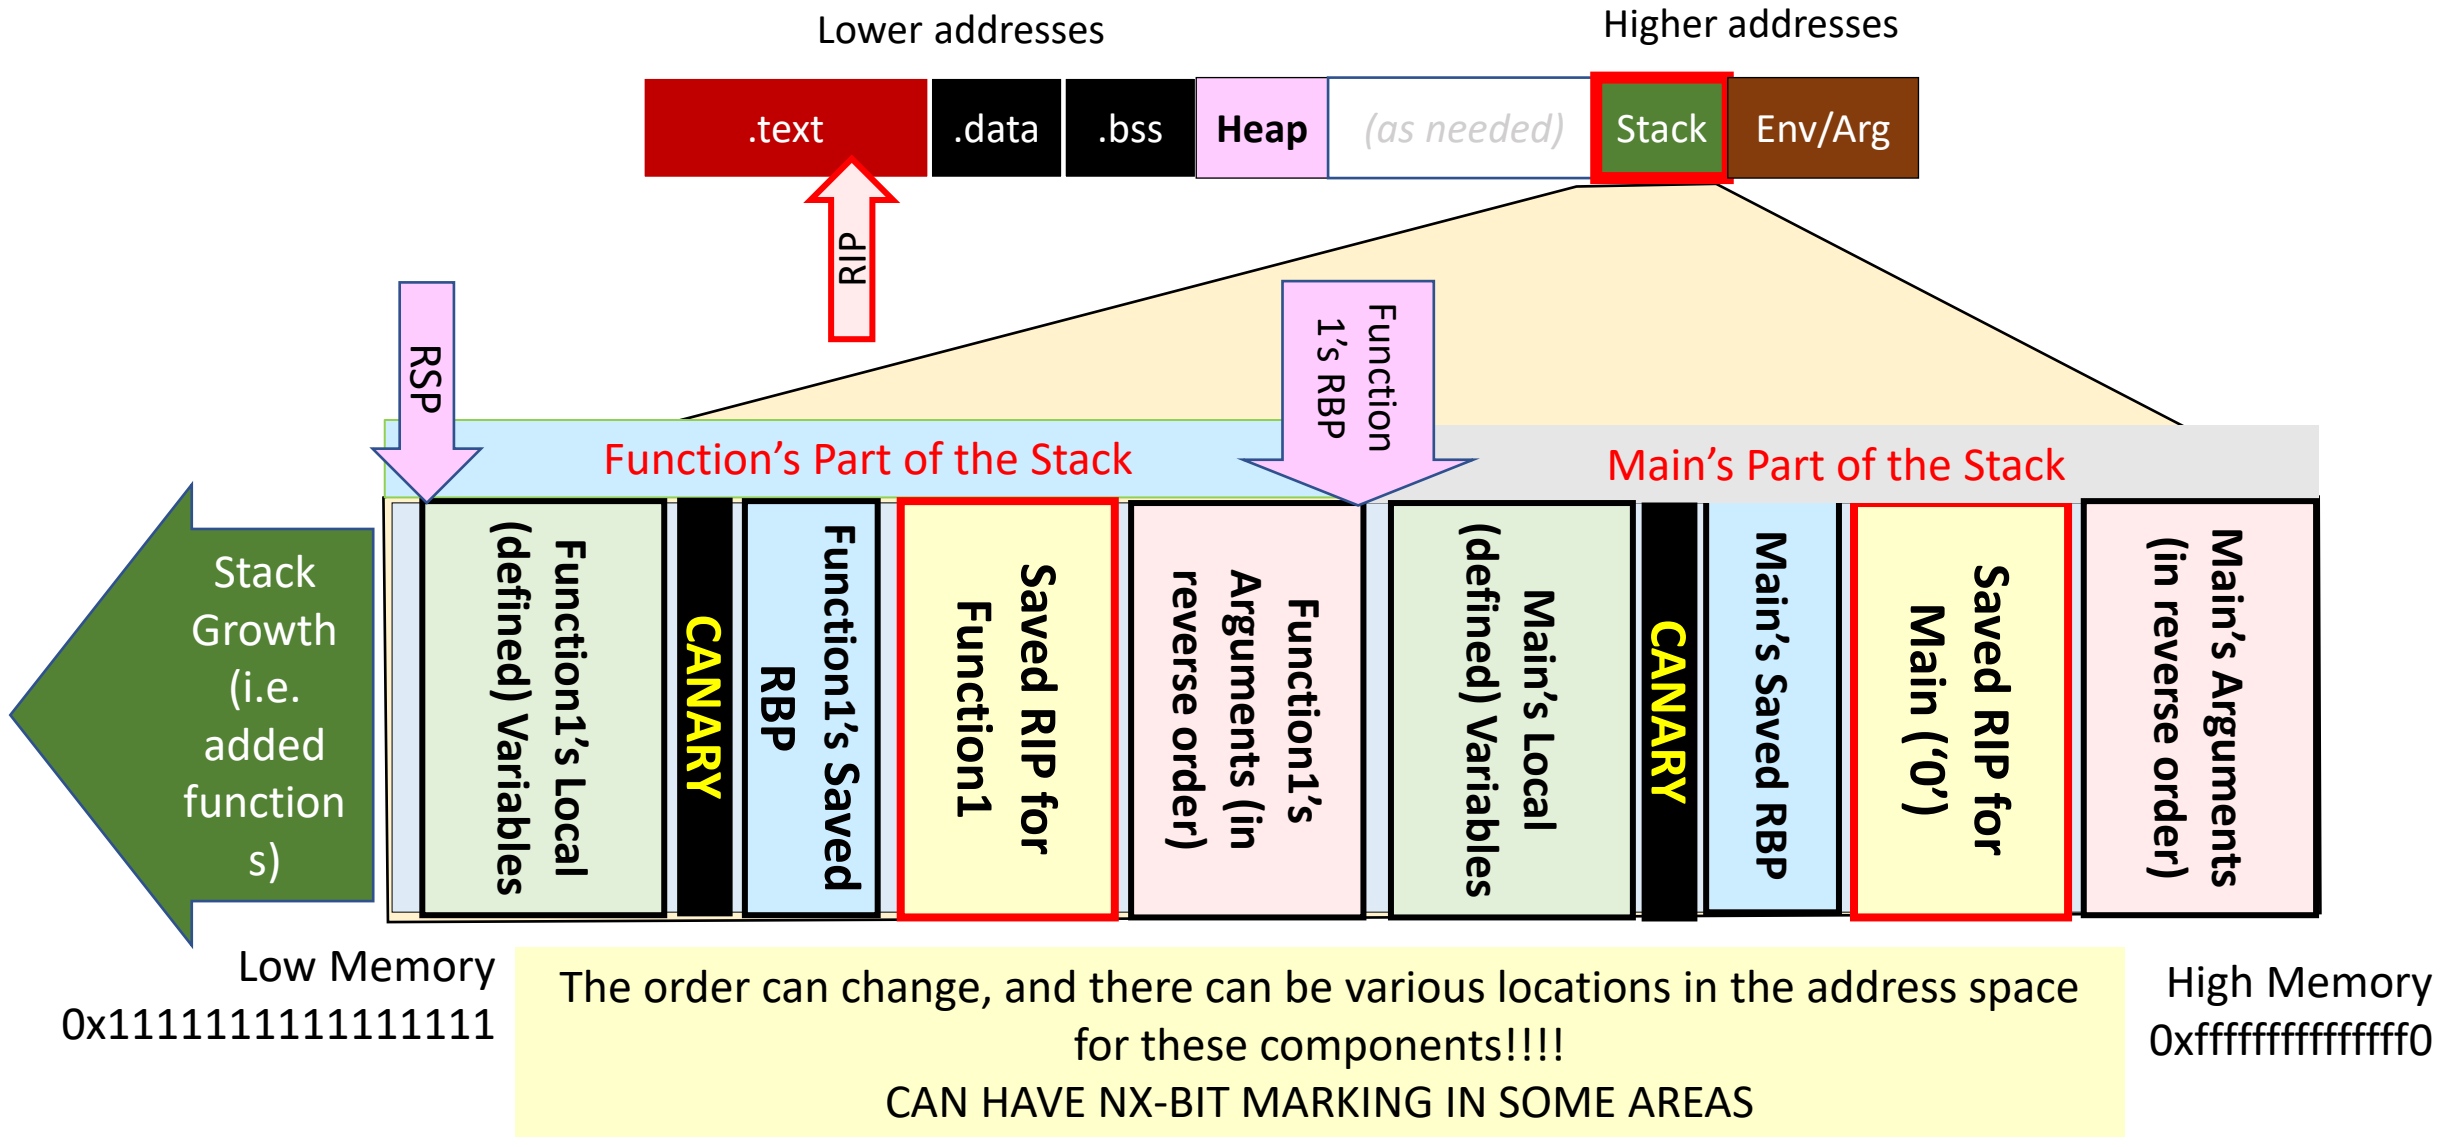 Lower addresses
Higher addresses
.text
.data
.bss
Heap
(as needed)
Stack
Env/Arg
RIP
RSP
Function
1's RBP
Function's Part of the Stack
Main's Part of the Stack
Stack
Growth
(i.e.
added
function
s)
Function1's Local
(defined) Variables
CANARY
Function1's Saved
RBP
Saved RIP for
Function1
Function1's
Arguments (in
reverse order)
Main's Local
(defined) Variables
CANARY
Main's Saved RBP
Saved RIP for
Main ('0')
Main's Arguments
(in reverse order)
Low Memory
0x1111111111111111
The order can change, and there can be various locations in the address space
for these components!!!!
CAN HAVE NX-BIT MARKING IN SOME AREAS
High Memory
0xfffffffffffffff0